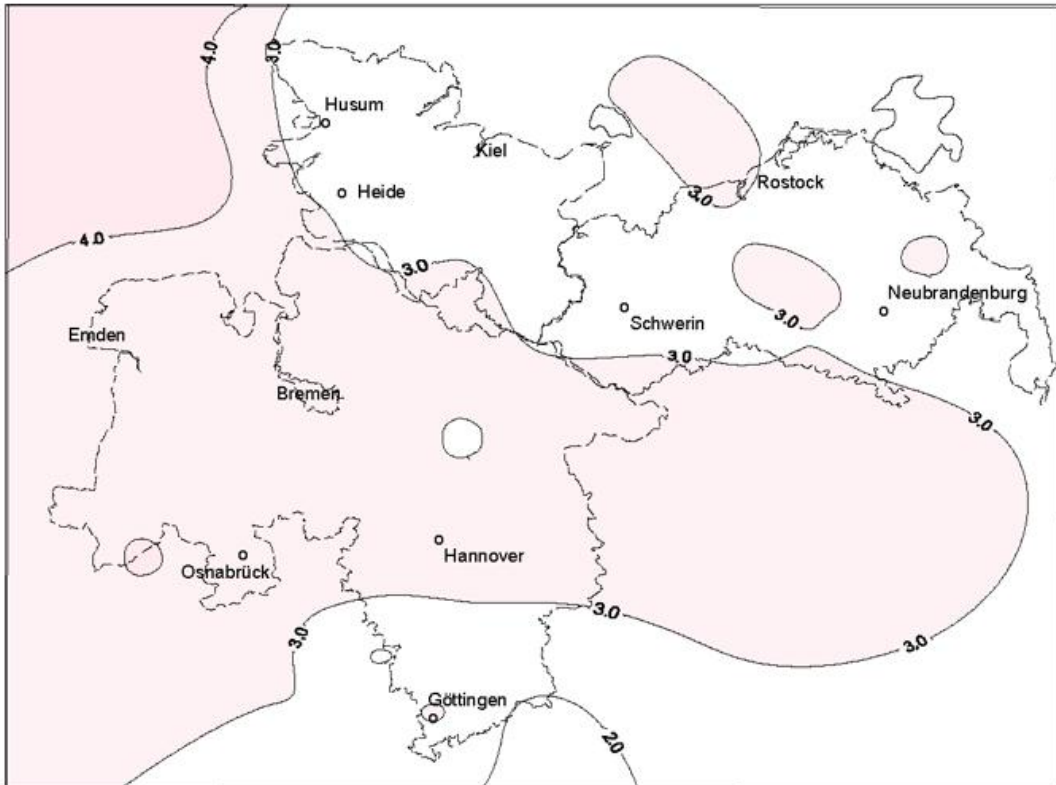 4.0
3.0
Husum
Kiel
Heide
Rostock
3.0
4.0
3.0
Neubrandenburg
3.0
Schwerin
Emden
3.0
Bremen
3.0
Hannover
Osnabrück
3.0
3.0
3.0
Göttingen
2.0